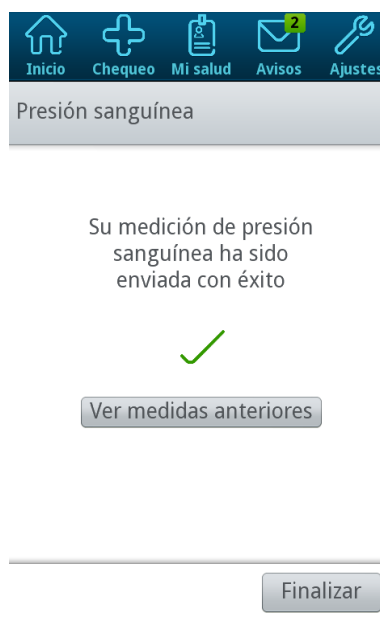 2
Inicio Chequeo Mi salud Avisos Ajustes
Presión sanguínea
Su medición de presión
sanguínea ha sido
enviada con éxito
Ver medidas anteriores
Finalizar